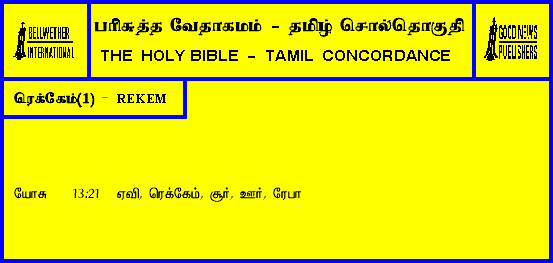 BELLWETHER
INTERNATIONAL
பரிசுத்த வேதாகமம் - தமிழ் சொல்தொகுதி
THE HOLY BIBLE - TAMIL CONCORDANCE
GOOD NEWS
PUBLISHERS
ரெக்கேம்(1) - REKEM
யோசு 13:21 ஏவி, ரெக்கேம், சூர், ஊர், ரேபா